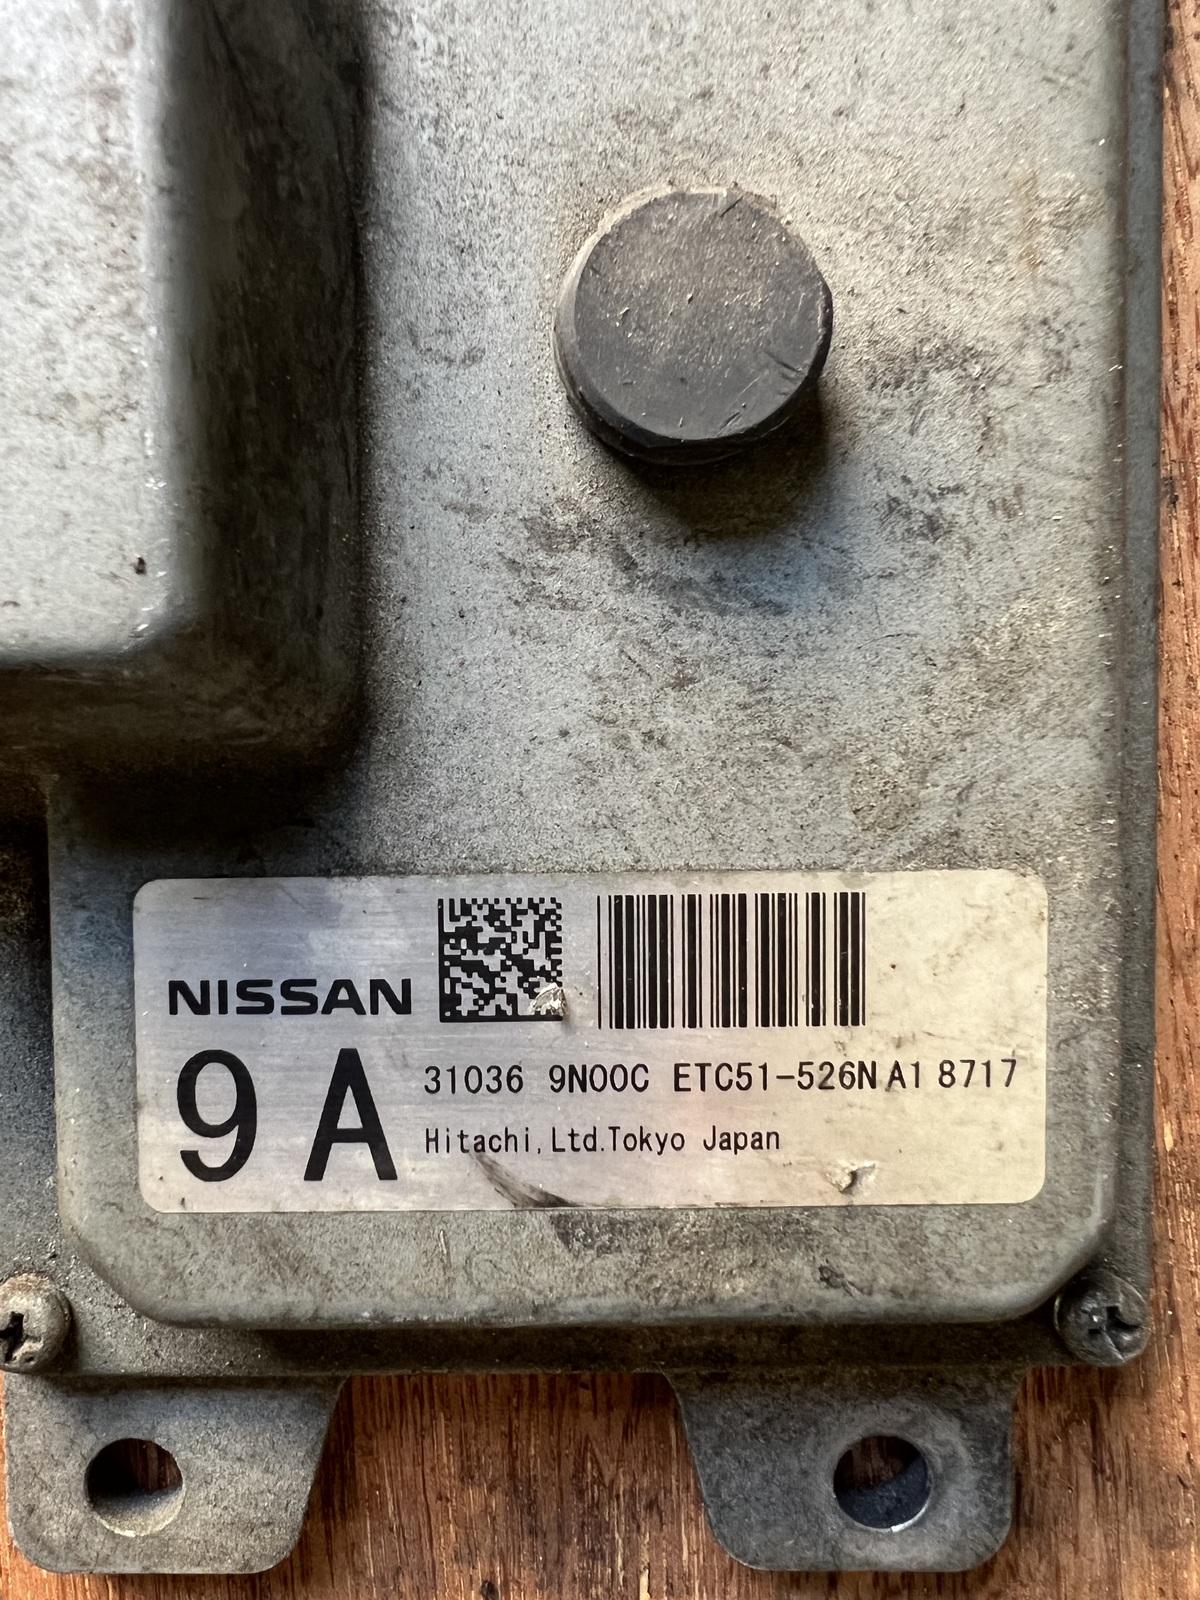 NISSAN
9A
31036 9N00C ETC51-526N A1 8717
Hitachi, Ltd. Tokyo Japan